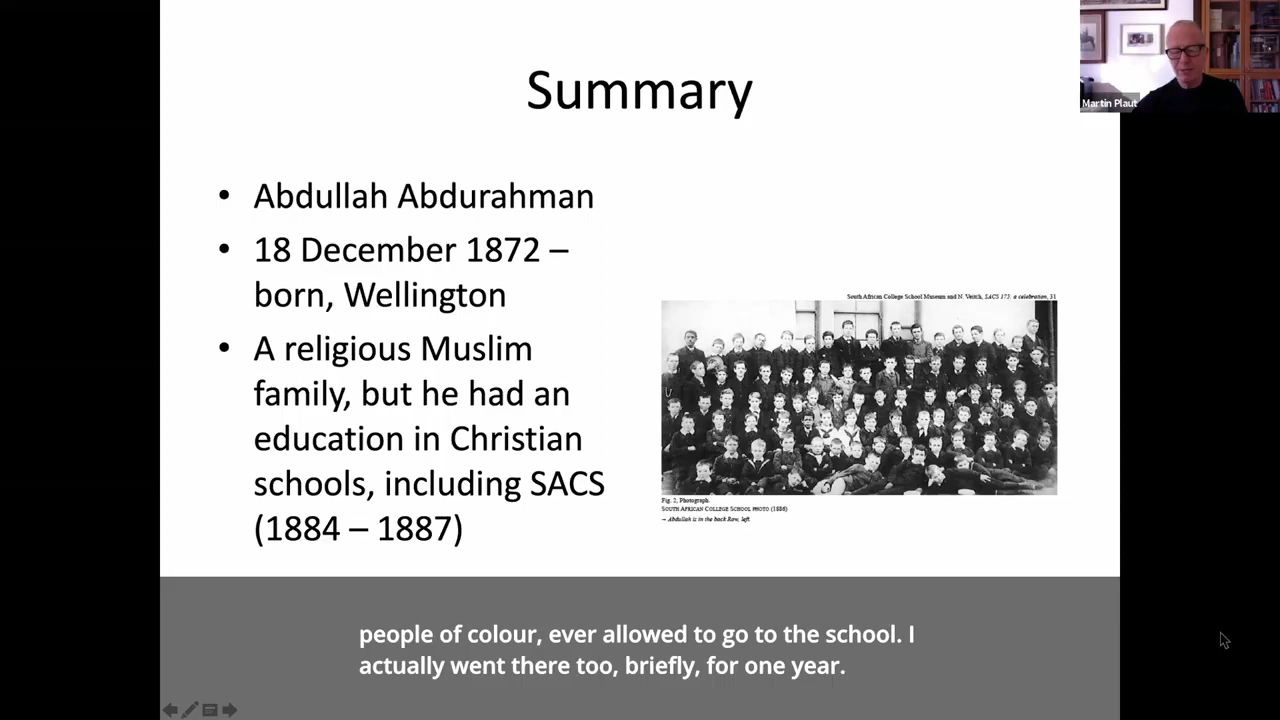 Summary
Martin Plaut
• Abdullah Abdurahman
• 18 December 1872 –
born, Wellington
• A religious Muslim
family, but he had an
education in Christian
schools, including SACS
(1884 – 1887)
South African College School Museum and N. Veitch, SACS 175: a celebration, 31
Fig. 2, Photograph.
SOUTH AFRICAN COLLEGE SCHOOL PHOTO (1886)
→ Abdullah is in the back Row, left
people of colour, ever allowed to go to the school. I
actually went there too, briefly, for one year.